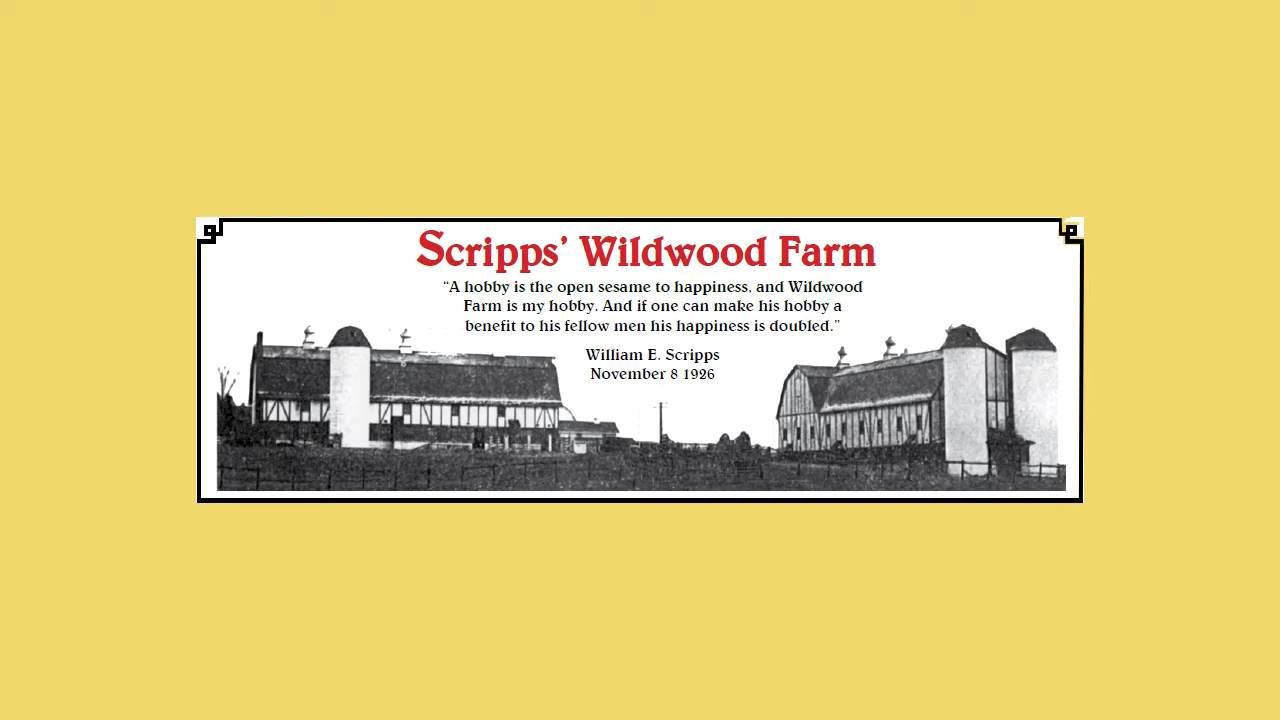 Scripps’ Wildwood Farm
“A hobby is the open sesame to happiness, and Wildwood
Farm is my hobby. And if one can make his hobby a
benefit to his fellow men his happiness is doubled.”
William E. Scripps
November 8 1926